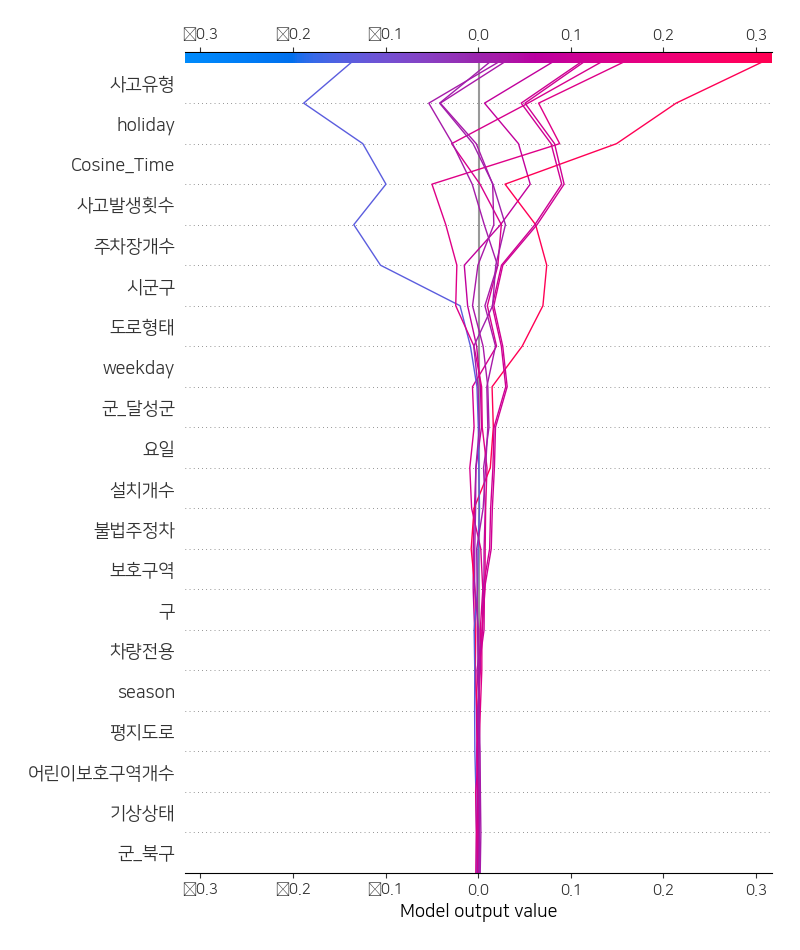 ☒0.3 ☒0.2 ☒0.1 0.0 0.1 0.2 0.3
사고유형
holiday
Cosine_Time
사고발생횟수
주차장개수
시군구
도로형태
weekday
군_달성군
요일
설치개수
불법주정차
보호구역
구
차량전용
season
평지도로
어린이보호구역개수
기상상태
군_북구
☒0.3 ☒0.2 ☒0.1 0.0 0.1 0.2 0.3
Model output value